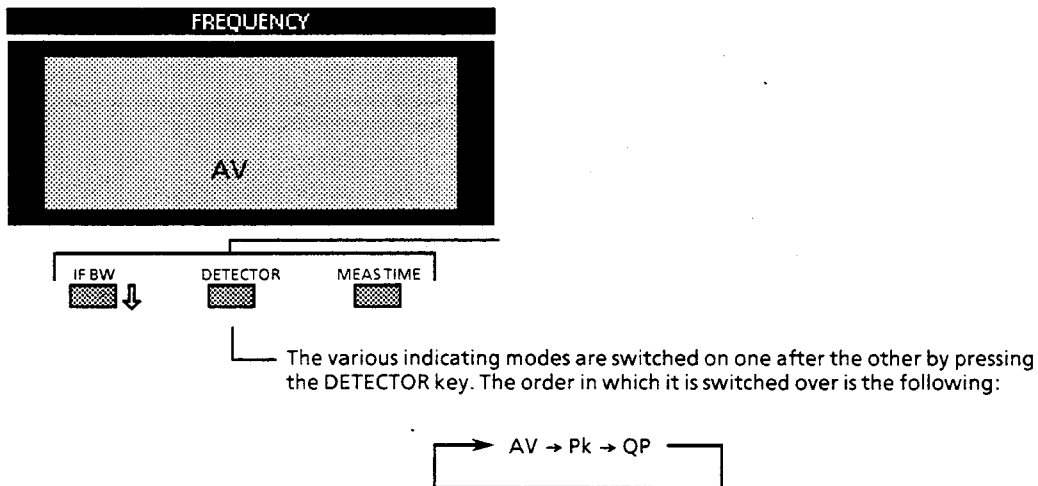 FREQUENCY
AV
IF BW DETECTOR MEAS TIME
The various indicating modes are switched on one after the other by pressing
the DETECTOR key. The order in which it is switched over is the following:
AV → Pk → QP